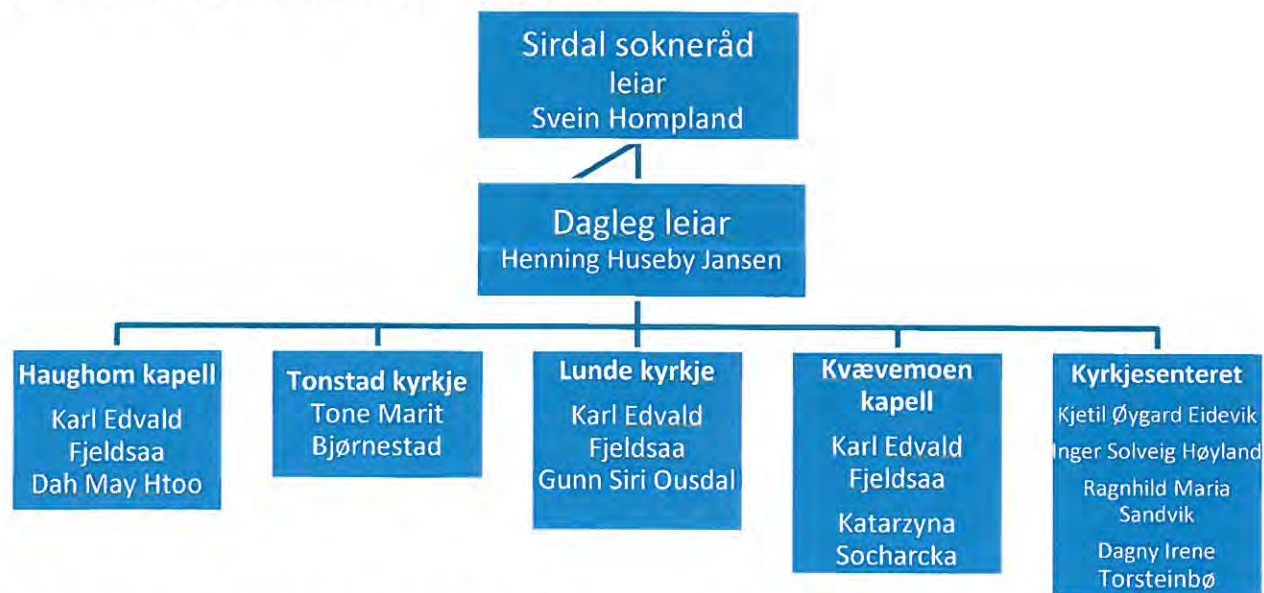 Sirdal sokneråd
leiar
Svein Hompland
Dagleg leiar
Henning Huseby Jansen
Haughom kapell
Karl Edvald
Fjeldsaa
Dah May Htoo
Tonstad kyrkje
Tone Marit
Bjørnestad
Lunde kyrkje
Karl Edvald
Fjeldsaa
Gunn Siri Ousdal
Kvævemoen
kapell
Karl Edvald
Fjeldsaa
Katarzyna
Socharcka
Kyrkjesenteret
Kjetil Øygard Eidevik
Inger Solveig Høyland
Ragnhild Maria
Sandvik
Dagny Irene
Torsteinbø